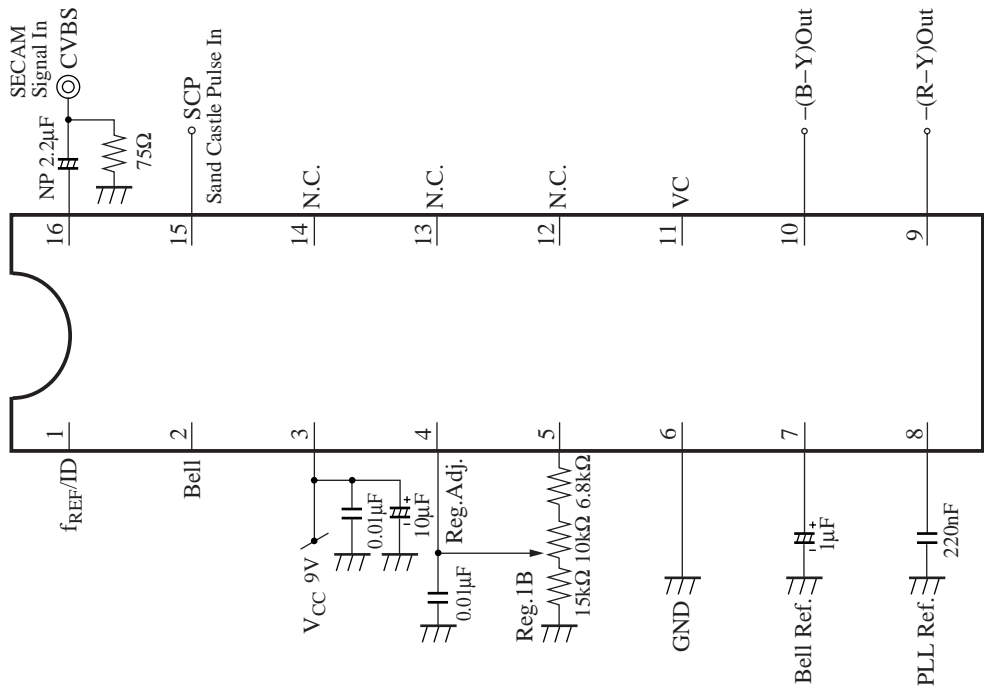 SECAM
Signal In
CVBS
NP 2.2μF
75Ω
SCP
Sand Castle Pulse In
N.C.
N.C.
N.C.
VC
-(B-Y)Out
-(R-Y)Out
16
15
14
13
12
11
10
9
1
2
3
4
5
6
7
8
fREF/ID
Bell
VCC 9V
0.01μF
10μF
+
-
Reg.Adj.
0.01μF
Reg.1B
15kΩ 10kΩ 6.8kΩ
GND
Bell Ref.
1μF
+
-
PLL Ref.
220nF